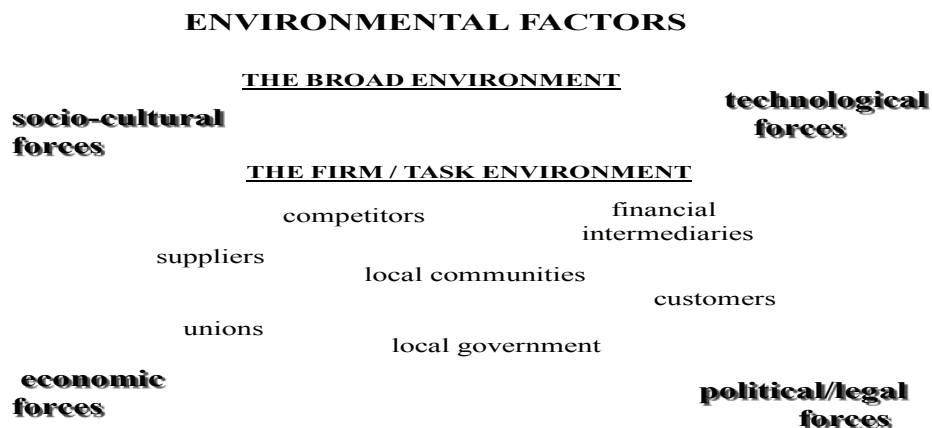 ENVIRONMENTAL FACTORS
THE BROAD ENVIRONMENT
socio-cultural
forces
technological
forces
THE FIRM / TASK ENVIRONMENT
competitors
financial
intermediaries
suppliers
local communities
customers
unions
local government
economic
forces
political/legal
forces